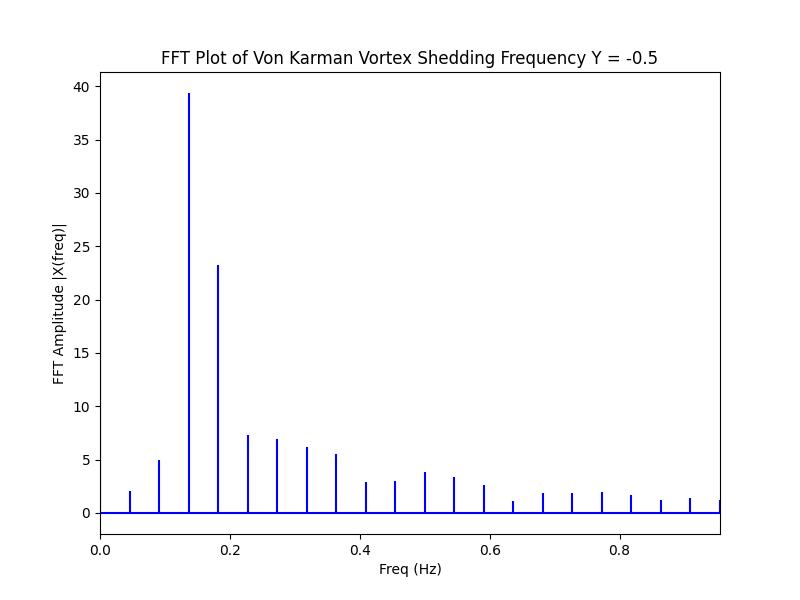 FFT Plot of Von Karman Vortex Shedding Frequency Y = -0.5
40
35
30
25
20
15
10
5
0
FFT Amplitude |X(freq)|
0.0 0.2 0.4 0.6 0.8
Freq (Hz)